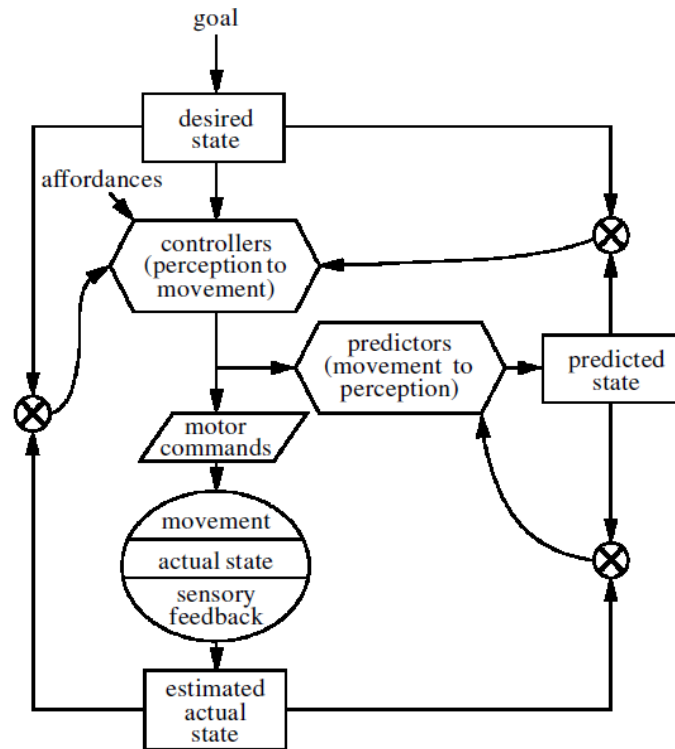 goal
desired
state
affordances
controllers
(perception to
movement)
predictors
(movement to
perception)
predicted
state
motor
commands
movement
actual state
sensory
feedback
estimated
actual
state